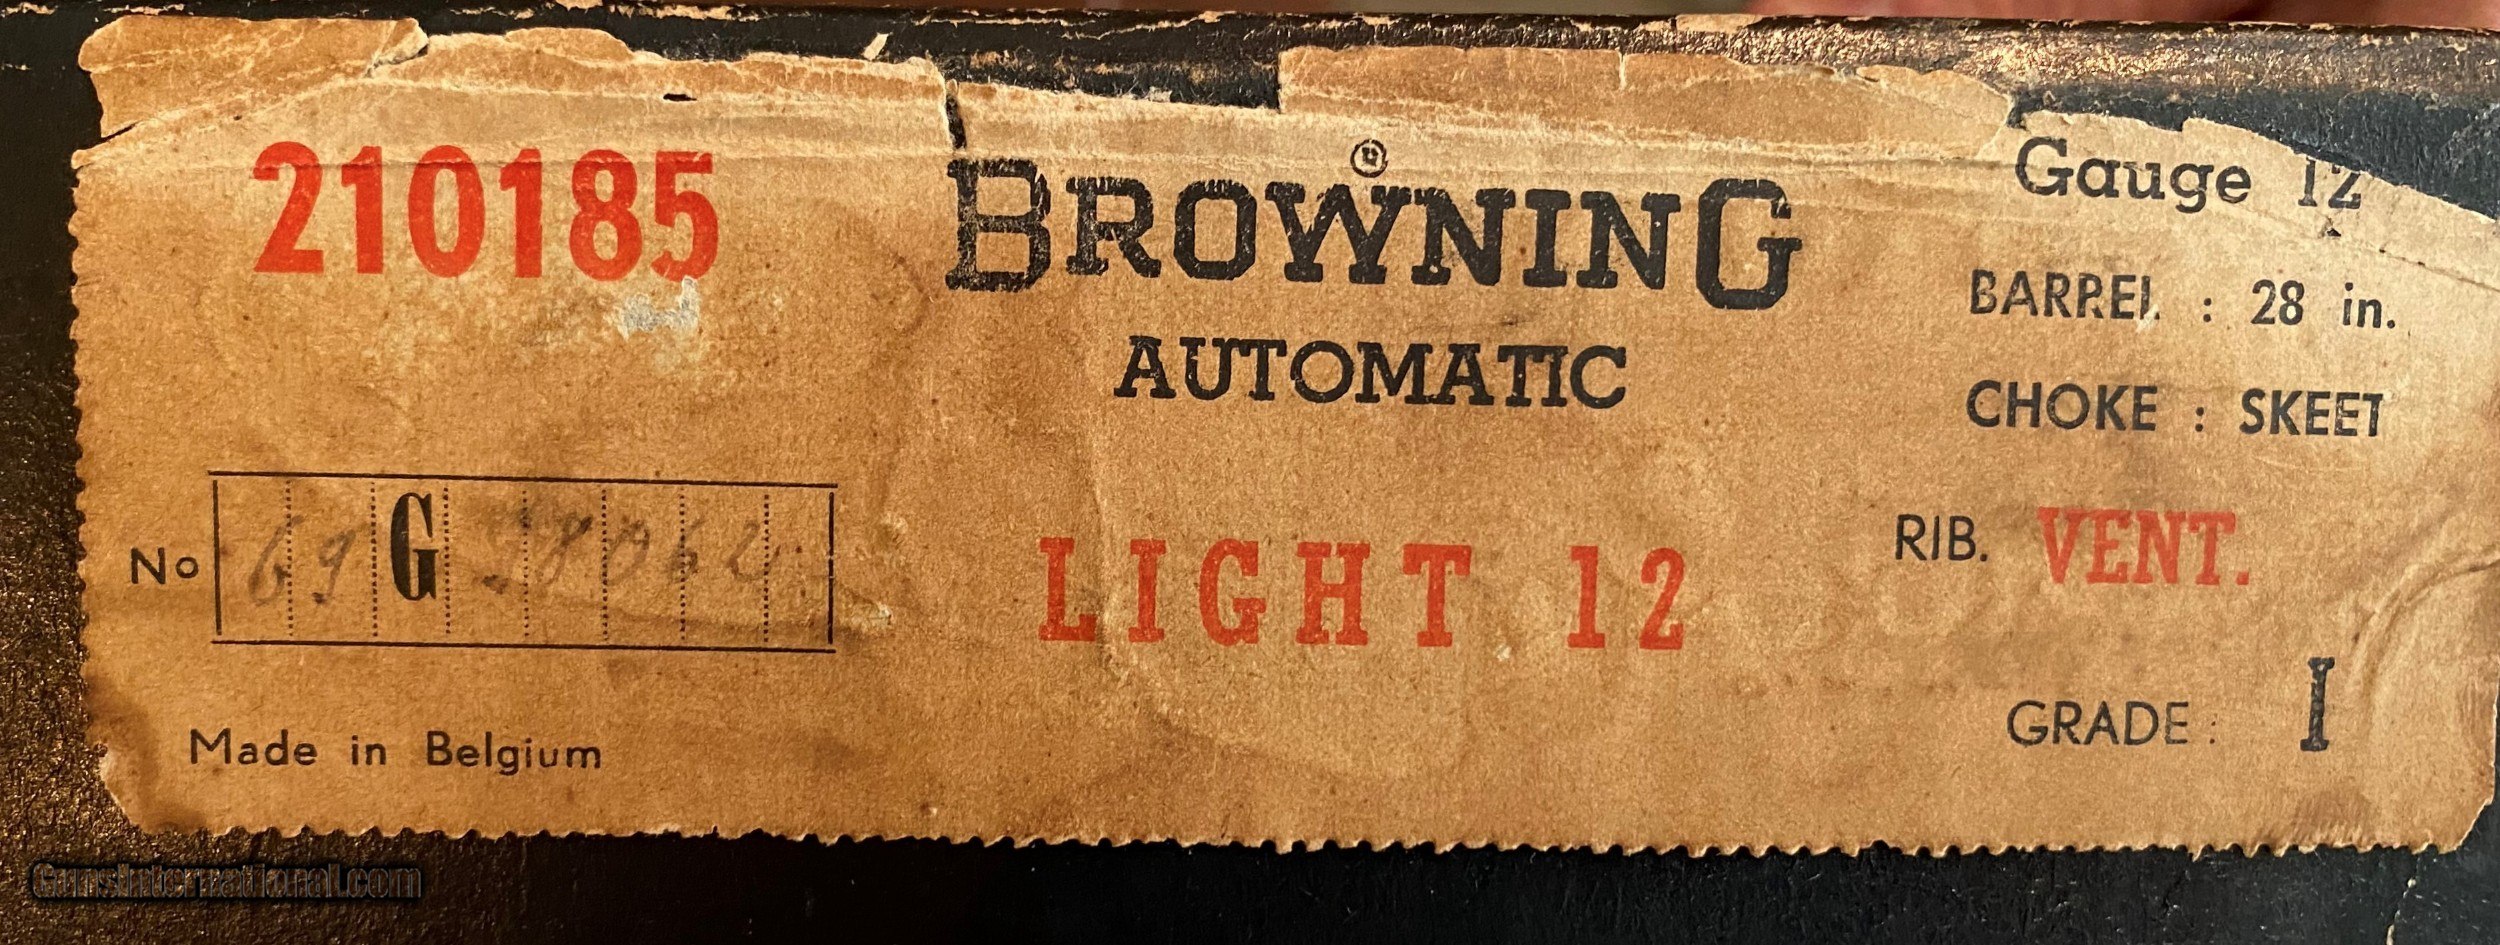 210185
BROWNING
AUTOMATIC
LIGHT 12
Gauge 12
BARREL : 28 in.
CHOKE : SKEET
RIB. VENT.
GRADE : I
No 69 G
Made in Belgium
GunsInternational.com